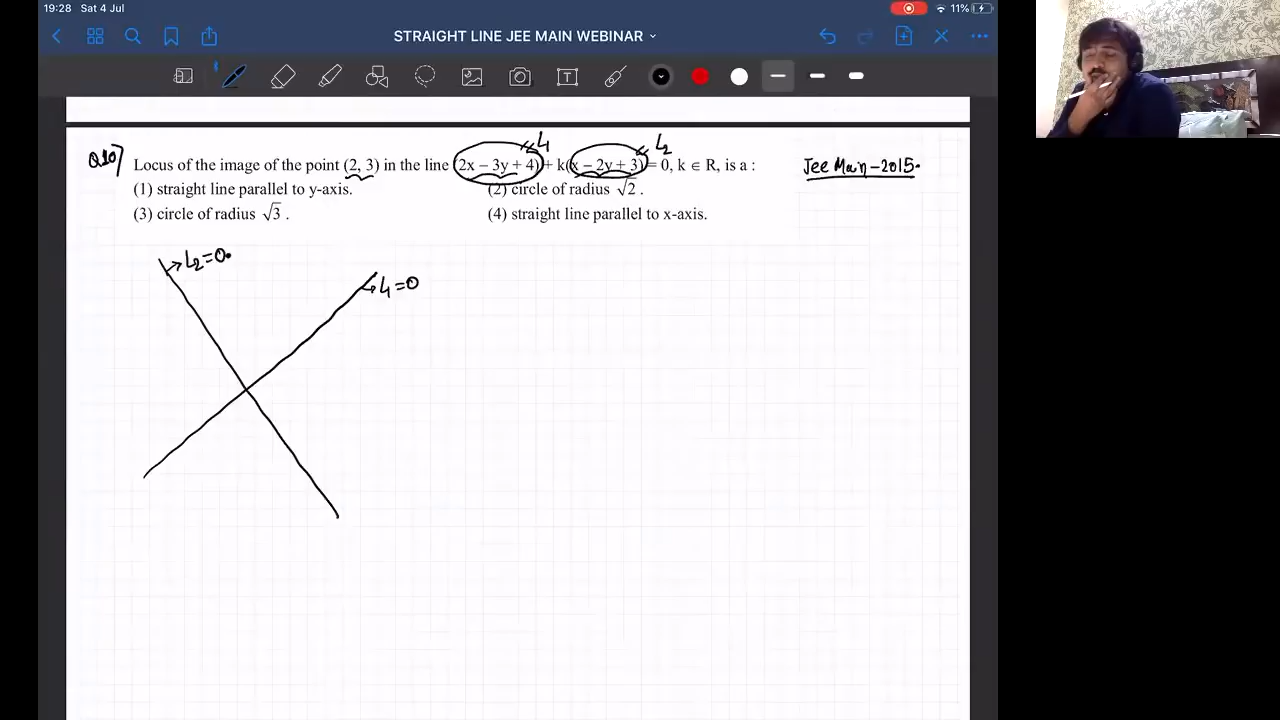 19:28 Sat 4 Jul
11%
STRAIGHT LINE JEE MAIN WEBINAR
T
Q10) Locus of the image of the point (2, 3) in the line (2x – 3y + 4) + k(x – 2y + 3) = 0, k ∈ R, is a : Jee Main-2015.
L1 L2
(1) straight line parallel to y-axis. (2) circle of radius √2 .
(3) circle of radius √3 . (4) straight line parallel to x-axis.
L2=0
L1=0